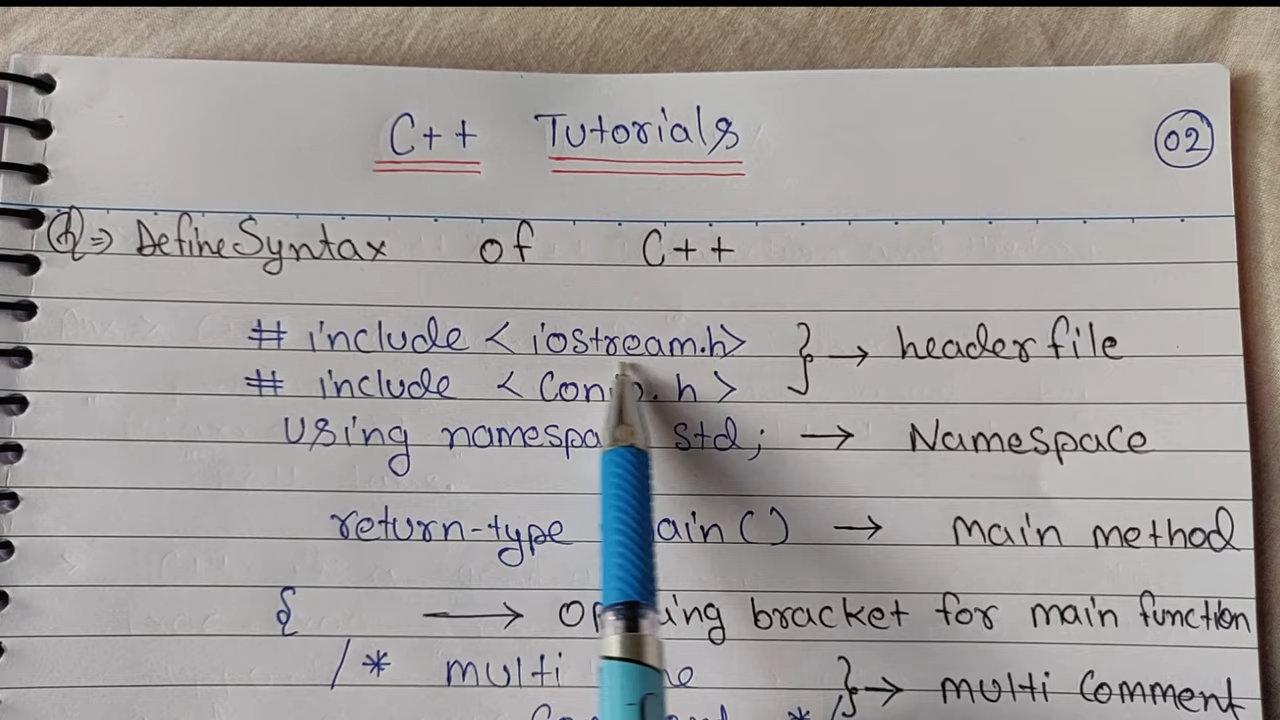 C++ Tutorials
02
Q⇒ Define Syntax of C++
# include <iostream.h> } → header file
# include < .h >
using std; → Namespace
return-type () → Main method
{ → bracket for main function
/* multi } → multi Comment
*/